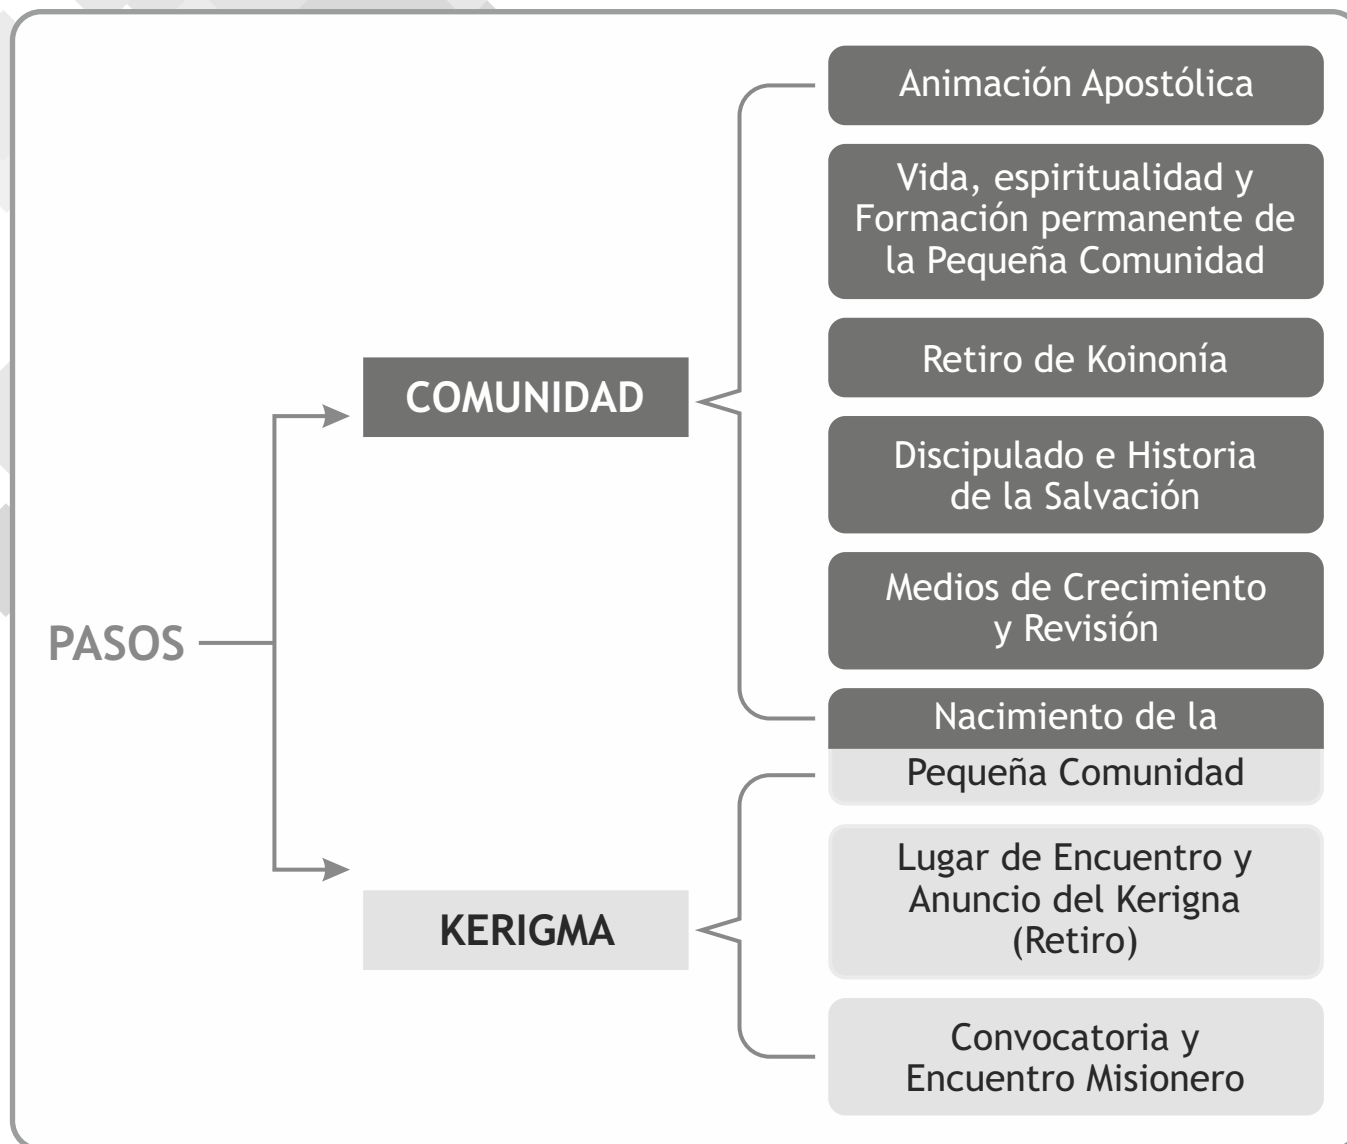 PASOS
COMUNIDAD
Animación Apostólica
Vida, espiritualidad y
Formación permanente de
la Pequeña Comunidad
Retiro de Koinonía
Discipulado e Historia
de la Salvación
Medios de Crecimiento
y Revisión
Nacimiento de la
Pequeña Comunidad
KERIGMA
Lugar de Encuentro y
Anuncio del Kerigna
(Retiro)
Convocatoria y
Encuentro Misionero